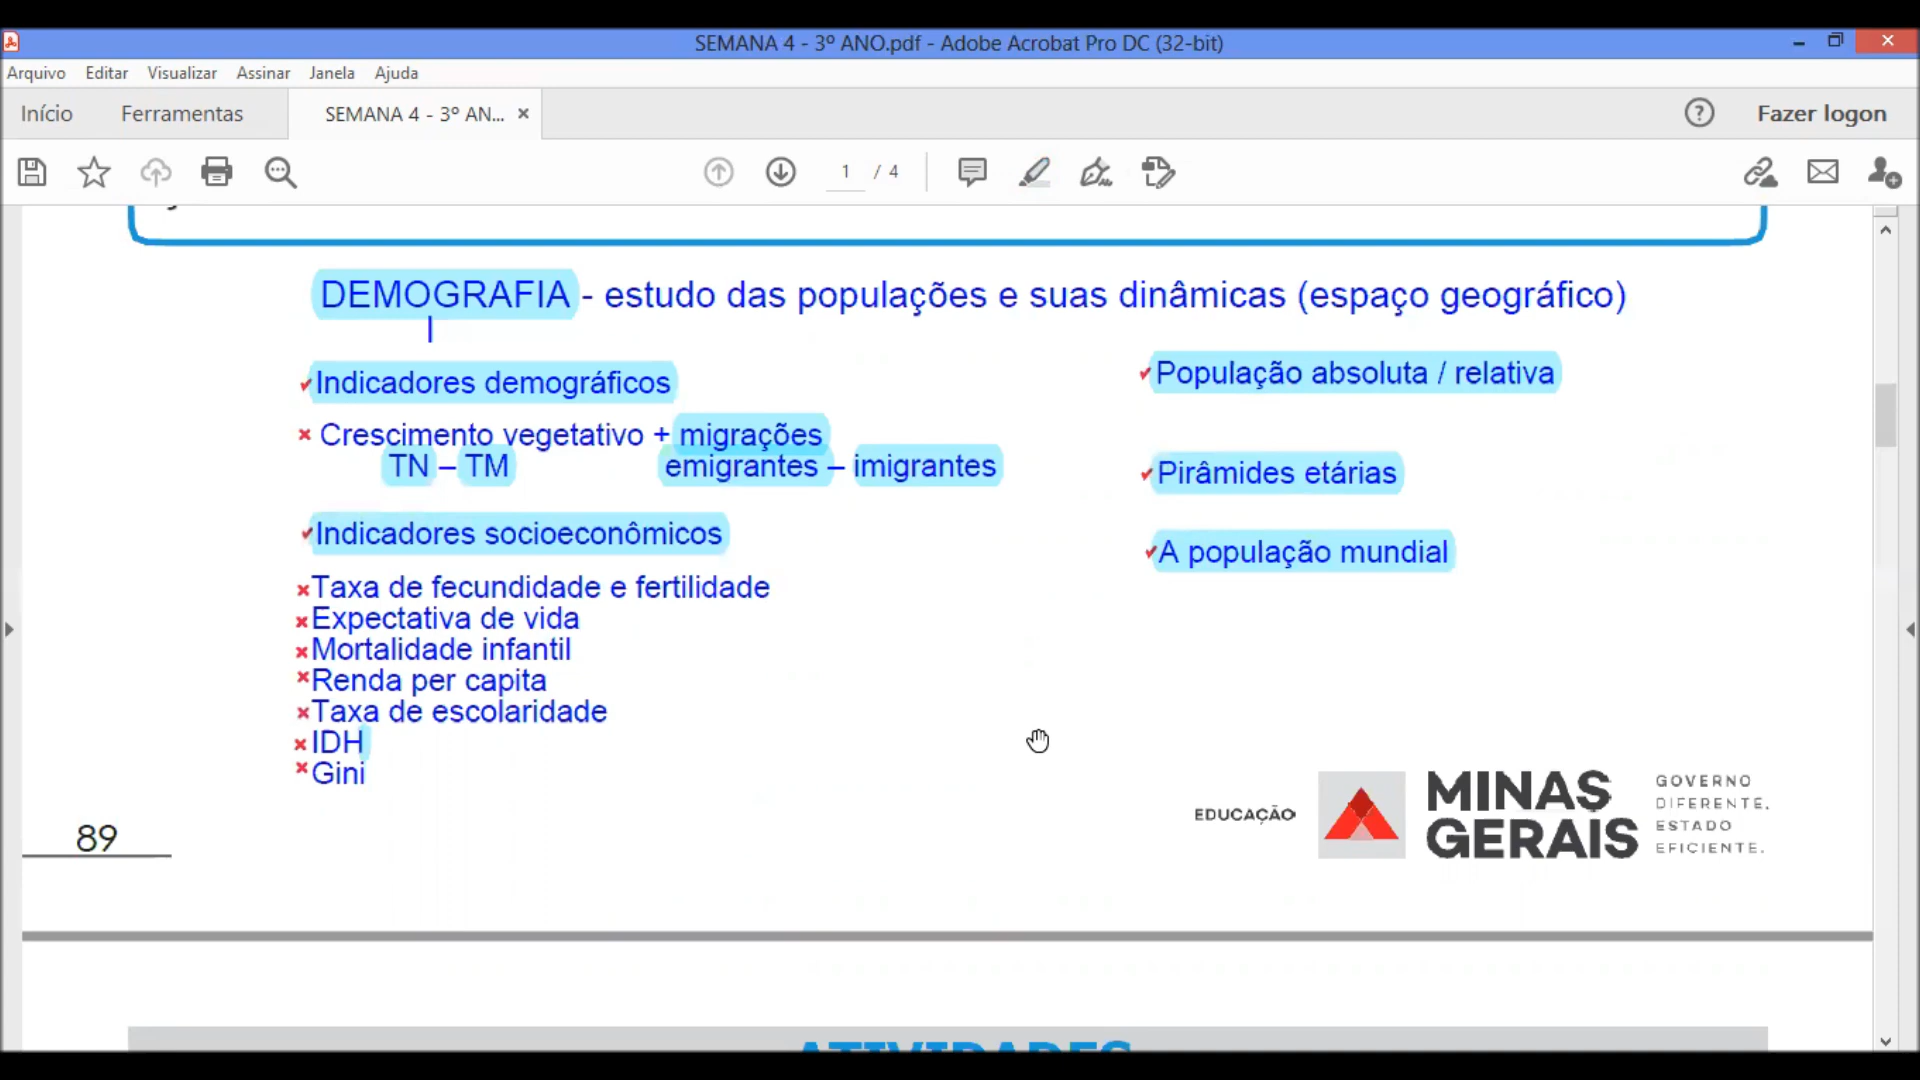 SEMANA 4 - 3º ANO.pdf - Adobe Acrobat Pro DC (32-bit)
Arquivo Editar Visualizar Assinar Janela Ajuda
Início Ferramentas SEMANA 4 - 3º AN... Fazer logon
1 / 4
DEMOGRAFIA - estudo das populações e suas dinâmicas (espaço geográfico)
Indicadores demográficos
Crescimento vegetativo + migrações
TN – TM emigrantes – imigrantes
Indicadores socioeconômicos
Taxa de fecundidade e fertilidade
Expectativa de vida
Mortalidade infantil
Renda per capita
Taxa de escolaridade
IDH
Gini
População absoluta / relativa
Pirâmides etárias
A população mundial
89
EDUCAÇÃO
MINAS
GERAIS
GOVERNO
DIFERENTE.
ESTADO
EFICIENTE.
ATIVIDADES